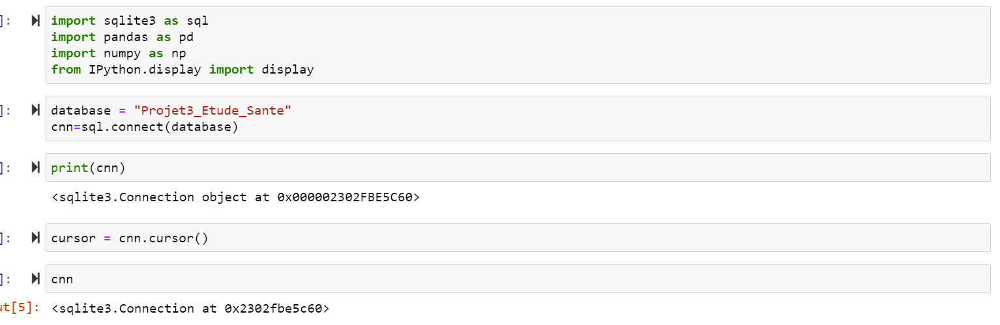 ]:
import sqlite3 as sql
import pandas as pd
import numpy as np
from IPython.display import display
]:
database = "Projet3_Etude_Sante"
cnn=sql.connect(database)
]:
print(cnn)
<sqlite3.Connection object at 0x000002302FBE5C60>
]:
cursor = cnn.cursor()
]:
cnn
ut[5]:
<sqlite3.Connection at 0x2302fbe5c60>